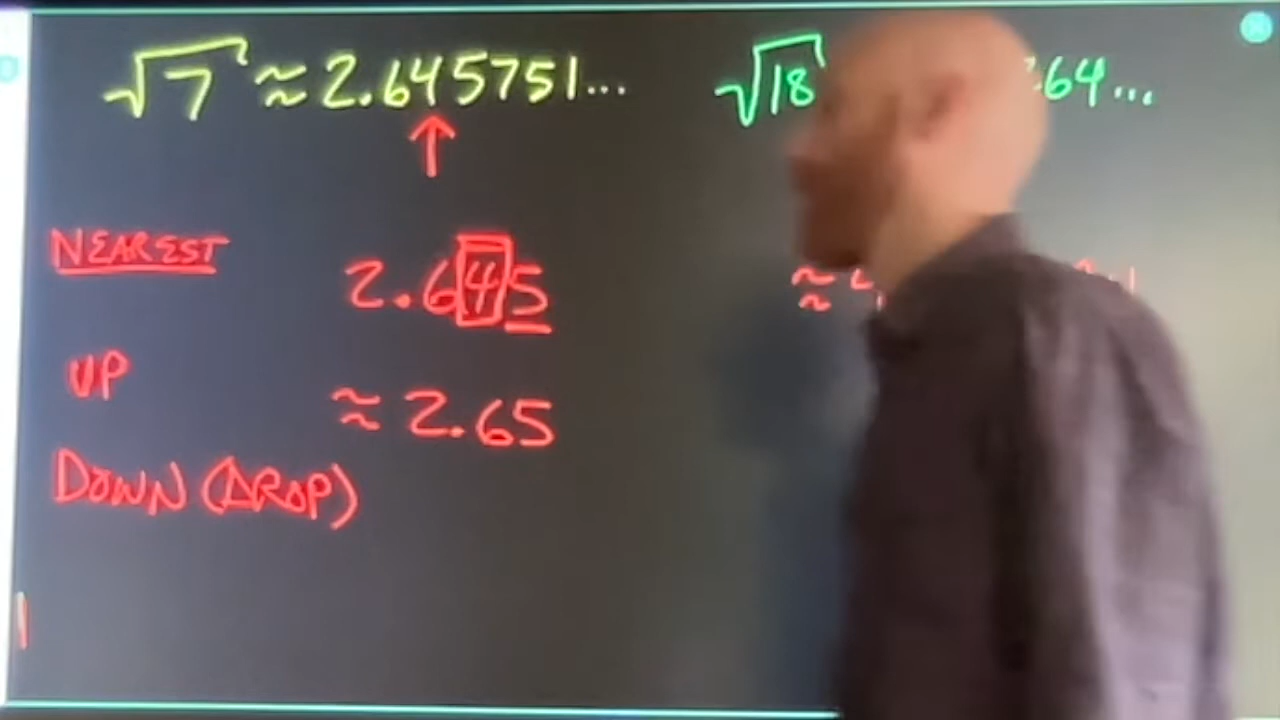 √7 ≈ 2.645751...
√18 64...
NEAREST
2.645
UP
≈ 2.65
DOWN (DROP)